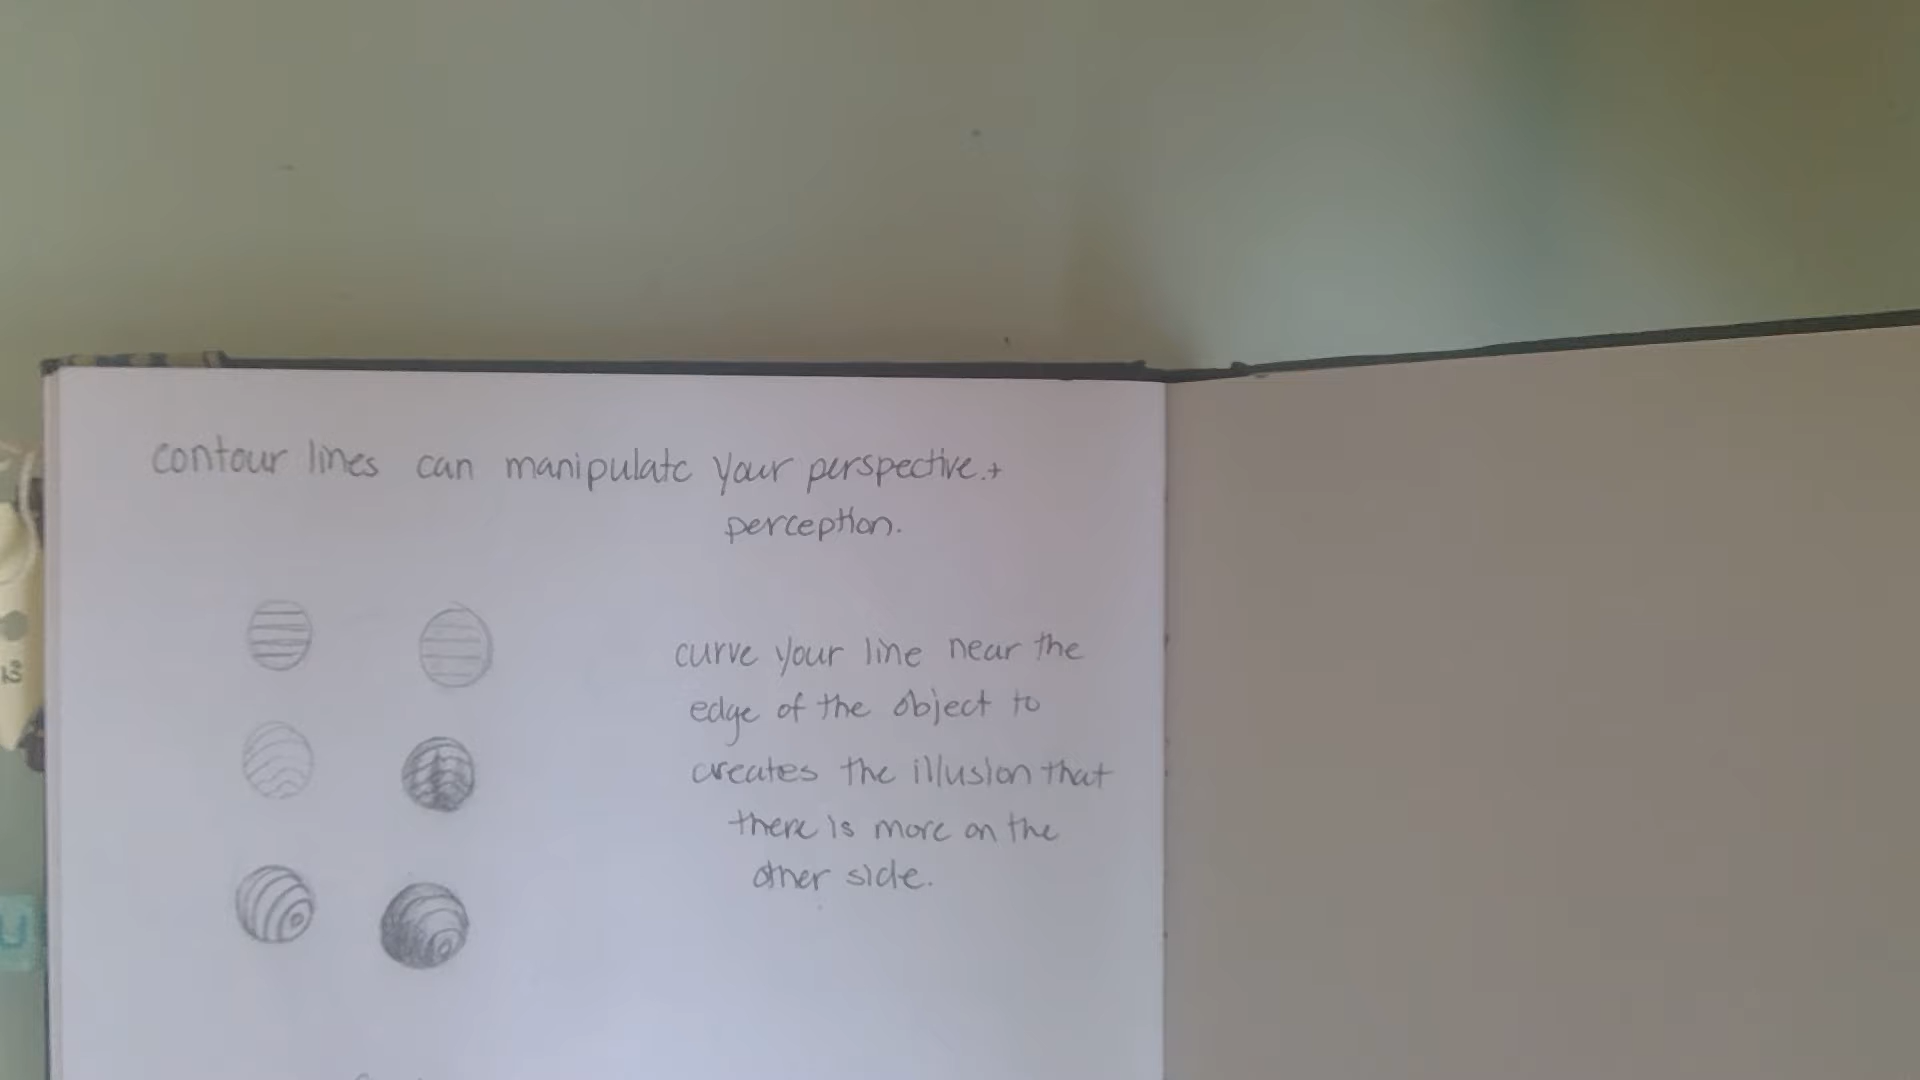 contour lines can manipulate your perspective.+
perception.
curve your line near the
edge of the object to
creates the illusion that
there is more on the
other side.